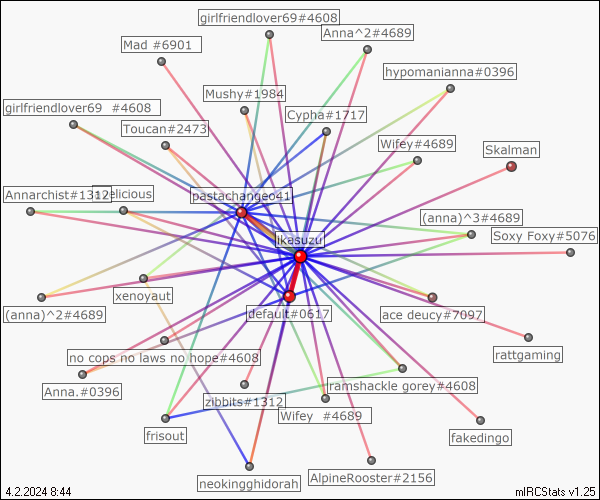 girlfriendlover69#4608
Anna^2#4689
Mad #6901
hypomanianna#0396
Mushy#1984
girlfriendlover69 #4608
Cypha#1717
Toucan#2473
Wifey#4689
Skalman
Annarchist#1312
elicious
pastachangeo41
(anna)^3#4689
Soxy Foxy#5076
ikasuzu
xenoyaut
(anna)^2#4689
default#0617
ace deucy#7097
rattgaming
no cops no laws no hope#4608
Anna.#0396
ramshackle gorey#4608
zibbits#1312
Wifey #4689
frisout
fakedingo
AlpineRooster#2156
neokingghidorah
4.2.2024 8:44
mIRCStats v1.25